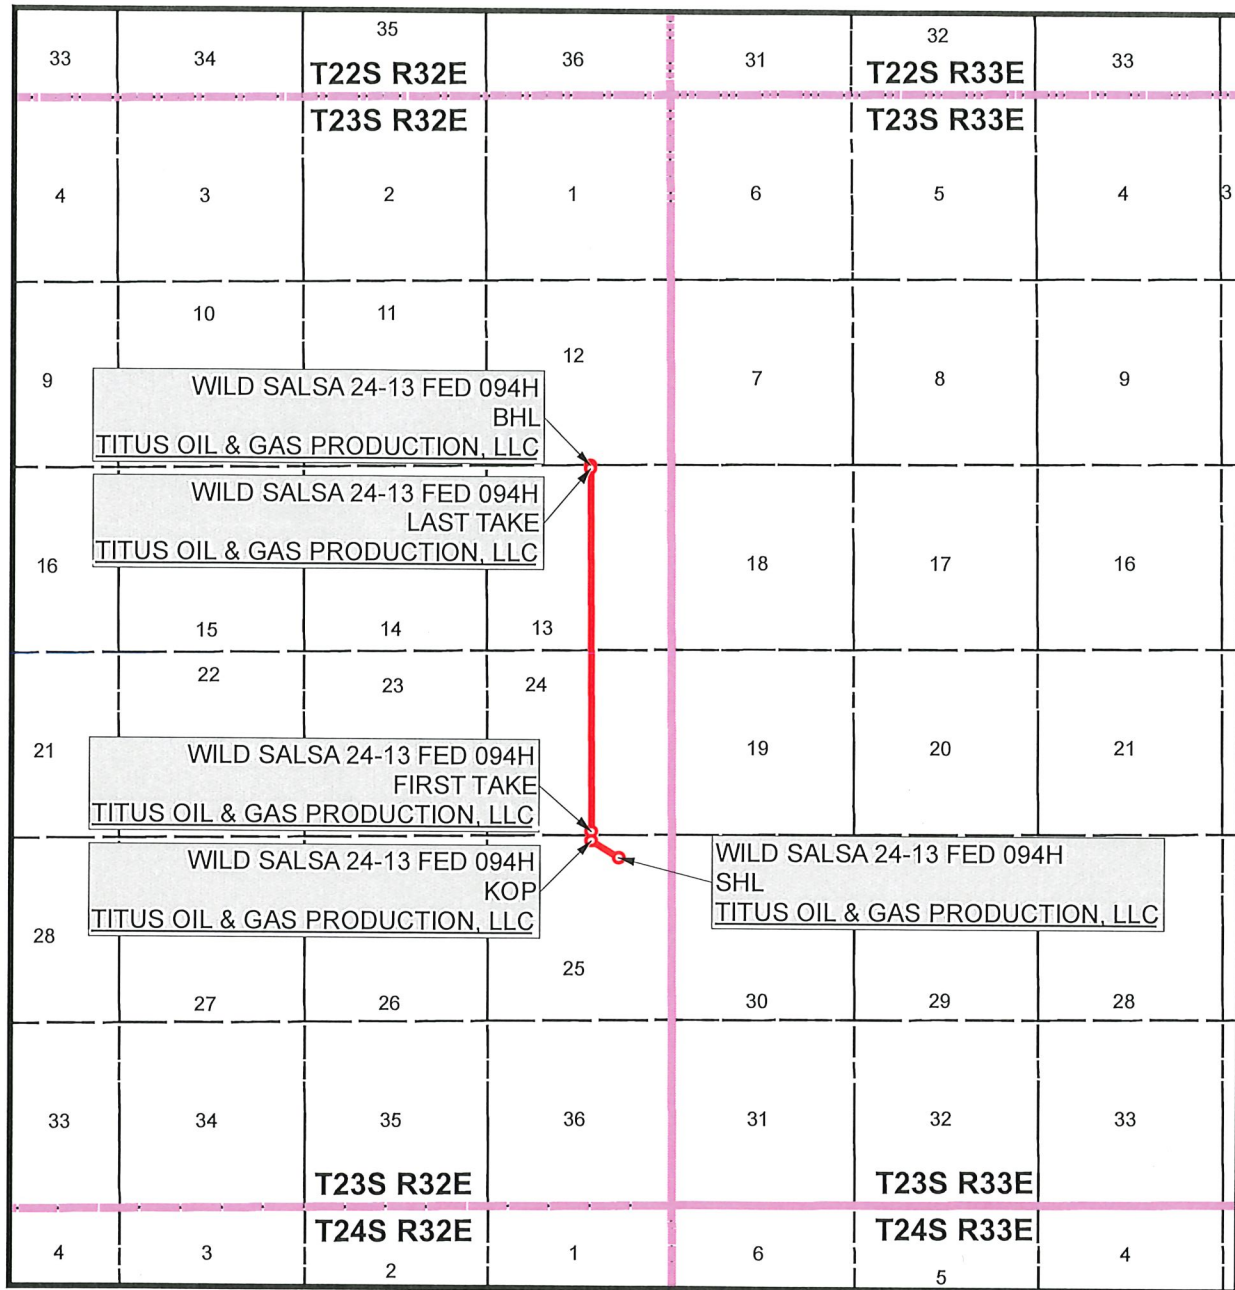 33 34 35 36 31 32 33
T22S R32E T22S R33E
T23S R32E T23S R33E
4 3 2 1 6 5 4 3
10 11
9 12 7 8 9
WILD SALSA 24-13 FED 094H
BHL
TITUS OIL & GAS PRODUCTION, LLC
WILD SALSA 24-13 FED 094H
LAST TAKE
TITUS OIL & GAS PRODUCTION, LLC
16 18 17 16
15 14 13
22 23 24
21 19 20 21
WILD SALSA 24-13 FED 094H
FIRST TAKE
TITUS OIL & GAS PRODUCTION, LLC
WILD SALSA 24-13 FED 094H
KOP
TITUS OIL & GAS PRODUCTION, LLC
WILD SALSA 24-13 FED 094H
SHL
TITUS OIL & GAS PRODUCTION, LLC
28 25
27 26 30 29 28
33 34 35 36 31 32 33
T23S R32E T23S R33E
T24S R32E T24S R33E
4 3 2 1 6 5 4